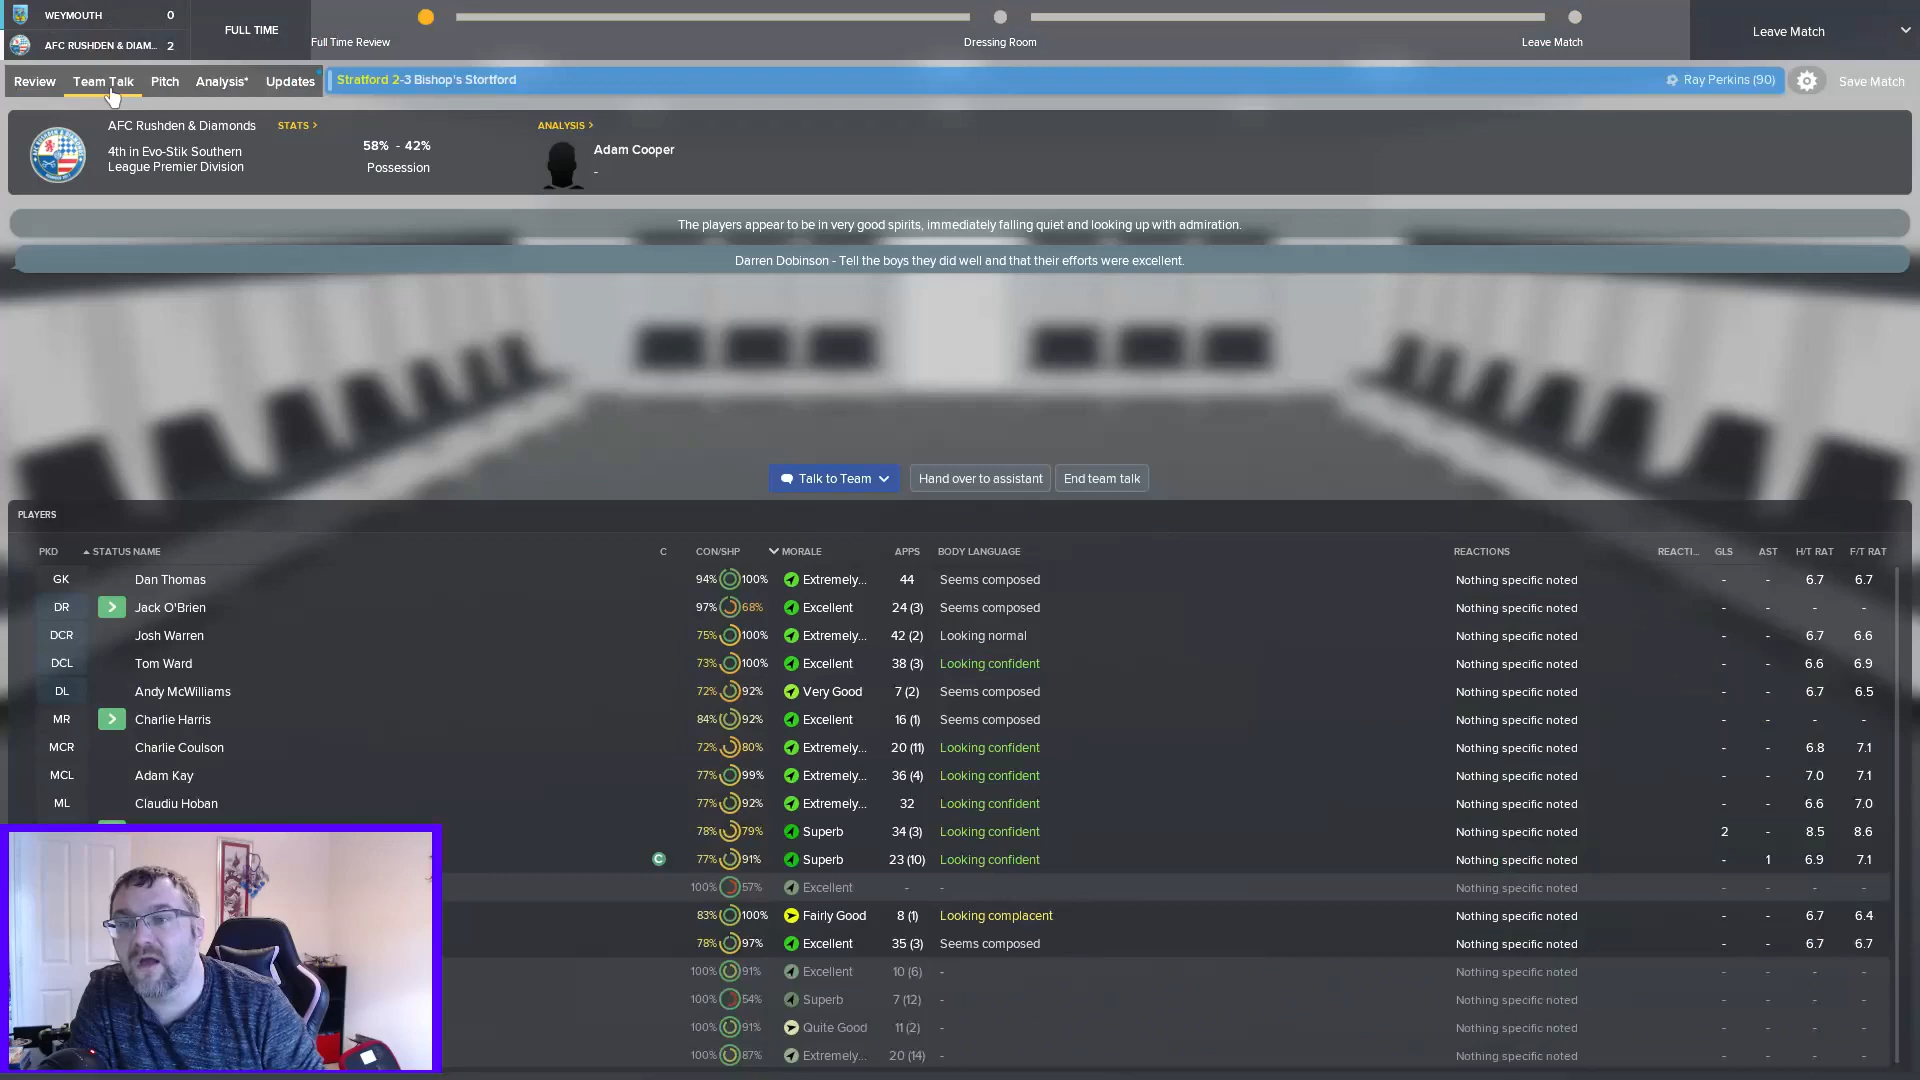 WEYMOUTH 0
AFC RUSHDEN & DIAM... 2
FULL TIME
Full Time Review
Dressing Room
Leave Match
Leave Match
Review Team Talk Pitch Analysis* Updates
Stratford 2-3 Bishop's Stortford
Ray Perkins (90)
Save Match
AFC Rushden & Diamonds
4th in Evo-Stik Southern
League Premier Division
STATS >
58% - 42%
Possession
ANALYSIS >
Adam Cooper
-
The players appear to be in very good spirits, immediately falling quiet and looking up with admiration.
Darren Dobinson - Tell the boys they did well and that their efforts were excellent.
Talk to Team Hand over to assistant End team talk
PLAYERS
PKD STATUS NAME C CON/SHP MORALE APPS BODY LANGUAGE REACTIONS REACTI... GLS AST H/T RAT F/T RAT
GK Dan Thomas 94% 100% Extremely... 44 Seems composed Nothing specific noted - - 6.7 6.7
DR Jack O'Brien 97% 68% Excellent 24 (3) Seems composed Nothing specific noted - - - -
DCR Josh Warren 75% 100% Extremely... 42 (2) Looking normal Nothing specific noted - - 6.7 6.6
DCL Tom Ward 73% 100% Excellent 38 (3) Looking confident Nothing specific noted - - 6.6 6.9
DL Andy McWilliams 72% 92% Very Good 7 (2) Seems composed Nothing specific noted - - 6.7 6.5
MR Charlie Harris 84% 92% Excellent 16 (1) Seems composed Nothing specific noted - - - -
MCR Charlie Coulson 72% 80% Extremely... 20 (11) Looking confident Nothing specific noted - - 6.8 7.1
MCL Adam Kay 77% 99% Extremely... 36 (4) Looking confident Nothing specific noted - - 7.0 7.1
ML Claudiu Hoban 77% 92% Extremely... 32 Looking confident Nothing specific noted - - 6.6 7.0
78% 79% Superb 34 (3) Looking confident Nothing specific noted 2 - 8.5 8.6
C 77% 91% Superb 23 (10) Looking confident Nothing specific noted - 1 6.9 7.1
100% 57% Excellent - - Nothing specific noted - - - -
83% 100% Fairly Good 8 (1) Looking complacent Nothing specific noted - - 6.7 6.4
78% 97% Excellent 35 (3) Seems composed Nothing specific noted - - 6.7 6.7
100% 91% Excellent 10 (6) - Nothing specific noted - - - -
100% 54% Superb 7 (12) - Nothing specific noted - - - -
100% 91% Quite Good 11 (2) - Nothing specific noted - - - -
100% 87% Extremely... 20 (14) - Nothing specific noted - - - -